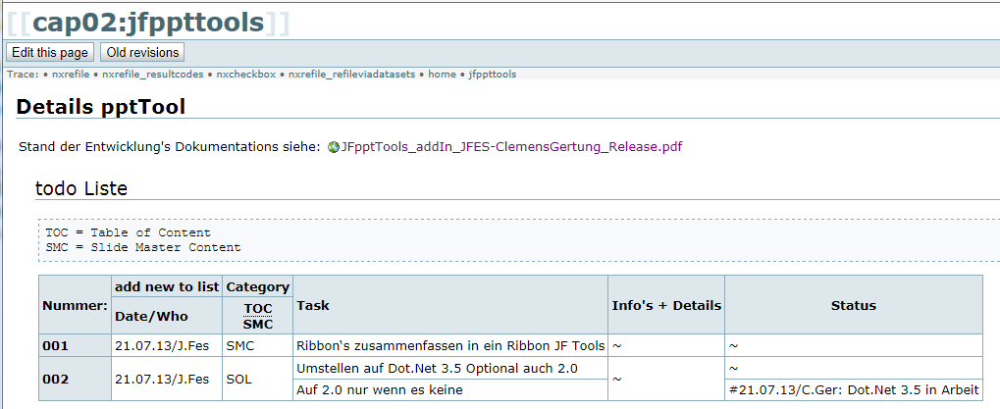 [[cap02:jfppttools]]
Edit this page Old revisions
Trace: • nxrefile • nxrefile_resultcodes • nxcheckbox • nxrefile_refileviadatasets • home • jfppttools
Details pptTool
Stand der Entwicklung's Dokumentations siehe: JFpptTools_addIn_JFES-ClemensGertung_Release.pdf
todo Liste
TOC = Table of Content
SMC = Slide Master Content
Nummer: add new to list Category Task Info's + Details Status
Date/Who TOC
SMC
001 21.07.13/J.Fes SMC Ribbon‘s zusammenfassen in ein Ribbon JF Tools ~ ~
002 21.07.13/J.Fes SOL Umstellen auf Dot.Net 3.5 Optional auch 2.0 ~ ~
Auf 2.0 nur wenn es keine #21.07.13/C.Ger: Dot.Net 3.5 in Arbeit